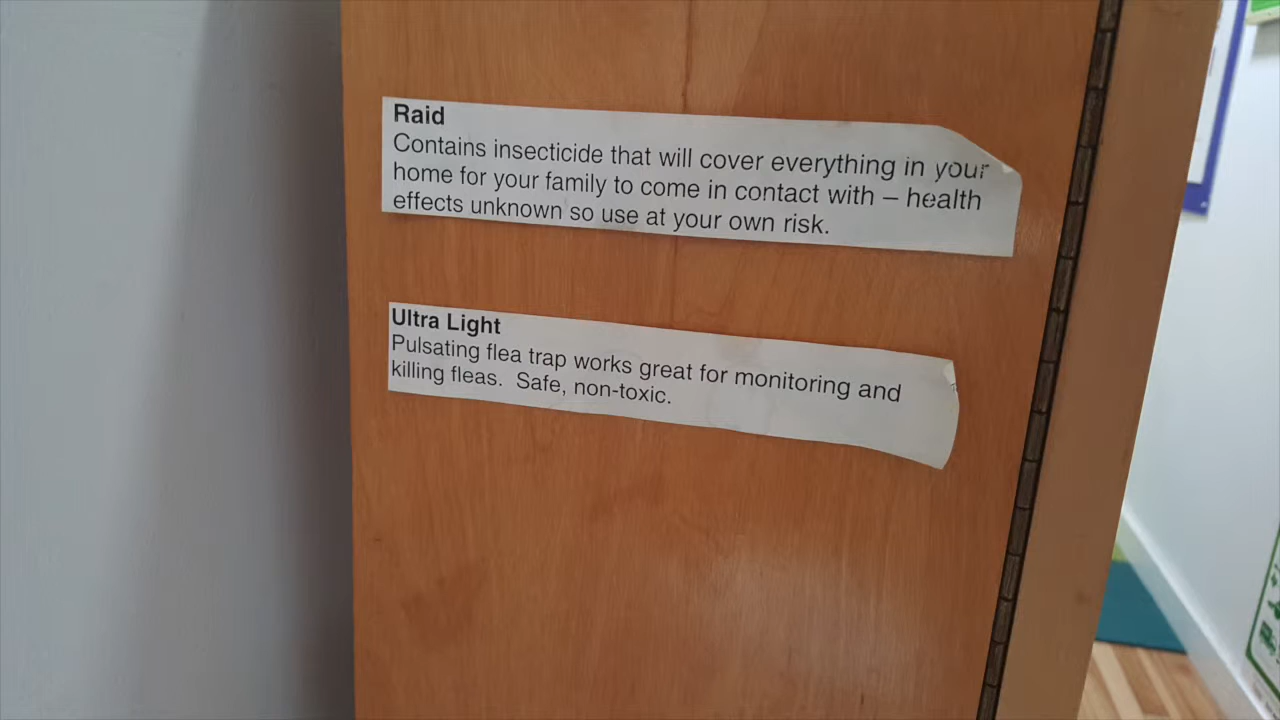 Raid
Contains insecticide that will cover everything in your
home for your family to come in contact with – health
effects unknown so use at your own risk.
Ultra Light
Pulsating flea trap works great for monitoring and
killing fleas.  Safe, non-toxic.